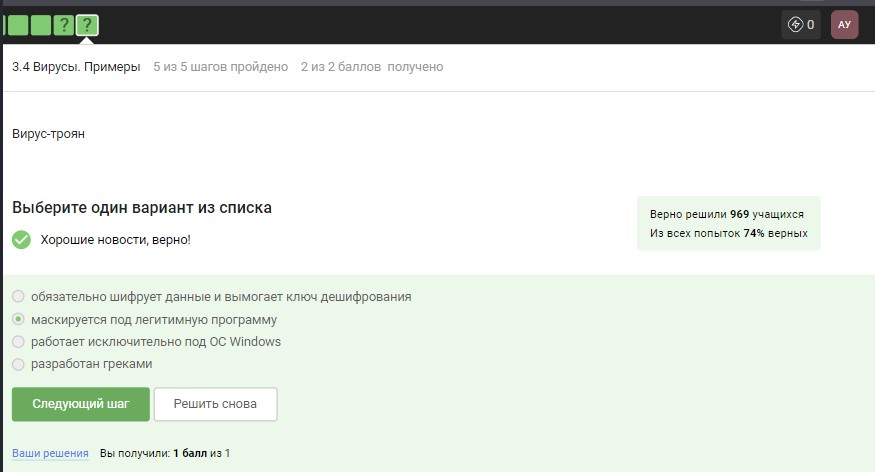 ? ? 0 АУ
3.4 Вирусы. Примеры 5 из 5 шагов пройдено 2 из 2 баллов получено
Вирус-троян
Выберите один вариант из списка
Хорошие новости, верно!
Верно решили 969 учащихся
Из всех попыток 74% верных
обязательно шифрует данные и вымогает ключ дешифрования
маскируется под легитимную программу
работает исключительно под ОС Windows
разработан греками
Следующий шаг Решить снова
Ваши решения Вы получили: 1 балл из 1